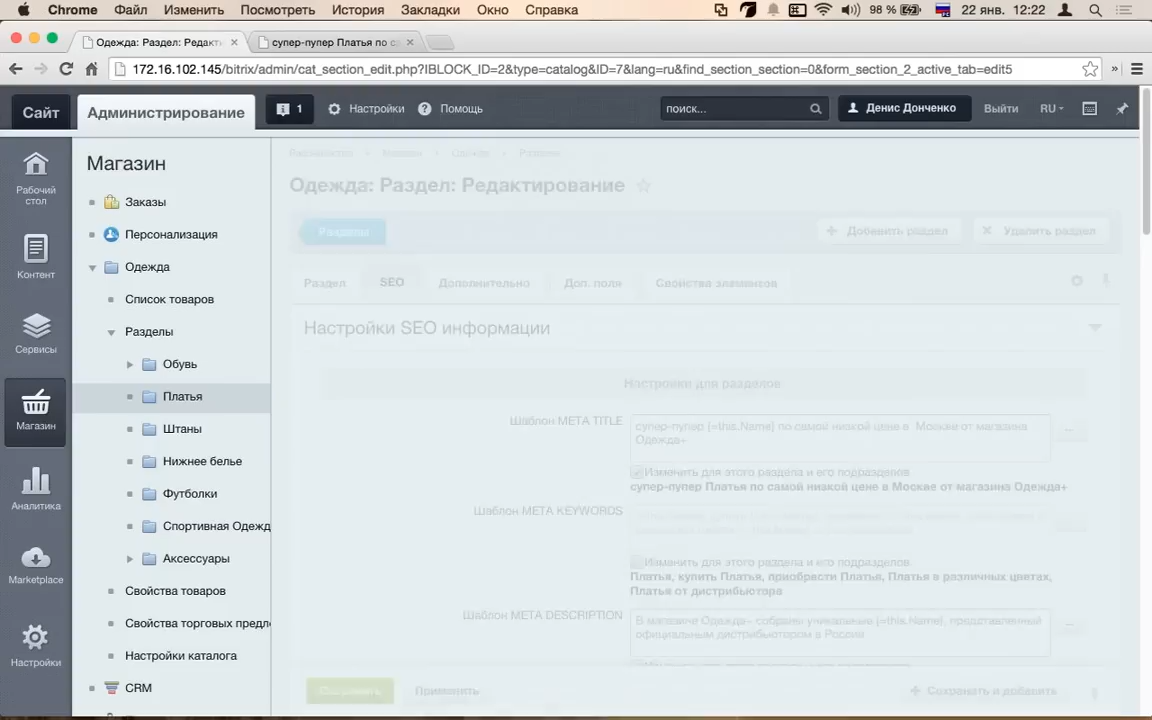 Chrome Файл Изменить Посмотреть История Закладки Окно Справка 98 % 22 янв. 12:22
Одежда: Раздел: Редакти супер-пупер Платья по с
172.16.102.145/bitrix/admin/cat_section_edit.php?IBLOCK_ID=2&type=catalog&ID=7&lang=ru&find_section_section=0&form_section_2_active_tab=edit5
Сайт Администрирование 1 Настройки Помощь поиск... Денис Донченко Выйти RU
Рабочий
стол
Контент
Сервисы
Магазин
Аналитика
Marketplace
Настройки
Магазин
Заказы
Персонализация
Одежда
Список товаров
Разделы
Обувь
Платья
Штаны
Нижнее белье
Футболки
Спортивная Одежд
Аксессуары
Свойства товаров
Свойства торговых предл
Настройки каталога
CRM
Магазин Одежда Разделы
Одежда: Раздел: Редактирование
Разделы Добавить раздел Удалить раздел
Раздел SEO Дополнительно Доп. поля Свойства элементов
Настройки SEO информации
Настройки для разделов
Шаблон META TITLE супер-пупер {=this.Name} по самой низкой цене в Москве от магазина
Одежда+
...
Изменить для этого раздела и его подразделов
супер-пупер Платья по самой низкой цене в Москве от магазина Одежда+
Шаблон META KEYWORDS
Изменить для этого раздела и его подразделов
Платья, купить Платья, приобрести Платья, Платья в различных цветах,
Платья от дистрибьютора
Шаблон META DESCRIPTION В магазине Одежда+ собраны уникальные {=this.Name}, представленный
официальным дистрибьютором в России
...
Сохранить Применить Сохранить и добавить